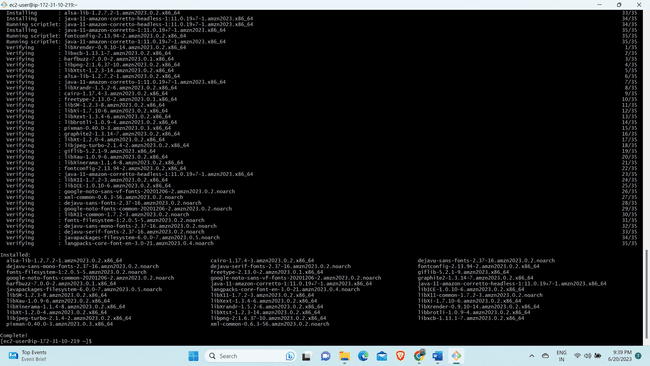 ec2-user@ip-172-31-10-219:~
Installing : alsa-lib-1.2.7.2-1.amzn2023.0.2.x86_64 33/35
Installing : java-11-amazon-corretto-headless-1:11.0.19+7-1.amzn2023.x86_64 34/35
Running scriptlet: java-11-amazon-corretto-headless-1:11.0.19+7-1.amzn2023.x86_64 34/35
Installing : java-11-amazon-corretto-1:11.0.19+7-1.amzn2023.x86_64 35/35
Running scriptlet: fontconfig-2.13.94-2.amzn2023.0.2.x86_64 35/35
Running scriptlet: java-11-amazon-corretto-1:11.0.19+7-1.amzn2023.x86_64 35/35
Verifying : libXrender-0.9.10-14.amzn2023.0.2.x86_64 1/35
Verifying : libxcb-1.13.1-7.amzn2023.0.2.x86_64 2/35
Verifying : harfbuzz-7.0.0-2.amzn2023.0.1.x86_64 3/35
Verifying : libpng-2:1.6.37-10.amzn2023.0.2.x86_64 4/35
Verifying : libXtst-1.2.3-14.amzn2023.0.2.x86_64 5/35
Verifying : alsa-lib-1.2.7.2-1.amzn2023.0.2.x86_64 6/35
Verifying : java-11-amazon-corretto-1:11.0.19+7-1.amzn2023.x86_64 7/35
Verifying : libXrandr-1.5.2-6.amzn2023.0.2.x86_64 8/35
Verifying : cairo-1.17.4-3.amzn2023.0.2.x86_64 9/35
Verifying : freetype-2.13.0-2.amzn2023.0.1.x86_64 10/35
Verifying : libSM-1.2.3-8.amzn2023.0.2.x86_64 11/35
Verifying : libXi-1.7.10-6.amzn2023.0.2.x86_64 12/35
Verifying : libXext-1.3.4-6.amzn2023.0.2.x86_64 13/35
Verifying : libbrotli-1.0.9-4.amzn2023.0.2.x86_64 14/35
Verifying : pixman-0.40.0-3.amzn2023.0.3.x86_64 15/35
Verifying : graphite2-1.3.14-7.amzn2023.0.2.x86_64 16/35
Verifying : libXt-1.2.0-4.amzn2023.0.2.x86_64 17/35
Verifying : libjpeg-turbo-2.1.4-2.amzn2023.0.2.x86_64 18/35
Verifying : giflib-5.2.1-9.amzn2023.x86_64 19/35
Verifying : libXau-1.0.9-6.amzn2023.0.2.x86_64 20/35
Verifying : libXinerama-1.1.4-8.amzn2023.0.2.x86_64 21/35
Verifying : fontconfig-2.13.94-2.amzn2023.0.2.x86_64 22/35
Verifying : java-11-amazon-corretto-headless-1:11.0.19+7-1.amzn2023.x86_64 23/35
Verifying : libX11-1.7.2-3.amzn2023.0.2.x86_64 24/35
Verifying : libICE-1.0.10-6.amzn2023.0.2.x86_64 25/35
Verifying : google-noto-sans-vf-fonts-20201206-2.amzn2023.0.2.noarch 26/35
Verifying : xml-common-0.6.3-56.amzn2023.0.2.noarch 27/35
Verifying : dejavu-sans-fonts-2.37-16.amzn2023.0.2.noarch 28/35
Verifying : google-noto-fonts-common-20201206-2.amzn2023.0.2.noarch 29/35
Verifying : libX11-common-1.7.2-3.amzn2023.0.2.noarch 30/35
Verifying : fonts-filesystem-1:2.0.5-5.amzn2023.0.2.noarch 31/35
Verifying : dejavu-sans-mono-fonts-2.37-16.amzn2023.0.2.noarch 32/35
Verifying : dejavu-serif-fonts-2.37-16.amzn2023.0.2.noarch 33/35
Verifying : javapackages-filesystem-6.0.0-7.amzn2023.0.5.noarch 34/35
Verifying : langpacks-core-font-en-3.0-21.amzn2023.0.4.noarch 35/35
Installed:
alsa-lib-1.2.7.2-1.amzn2023.0.2.x86_64 cairo-1.17.4-3.amzn2023.0.2.x86_64 dejavu-sans-fonts-2.37-16.amzn2023.0.2.noarch
dejavu-sans-mono-fonts-2.37-16.amzn2023.0.2.noarch dejavu-serif-fonts-2.37-16.amzn2023.0.2.noarch fontconfig-2.13.94-2.amzn2023.0.2.x86_64
fonts-filesystem-1:2.0.5-5.amzn2023.0.2.noarch freetype-2.13.0-2.amzn2023.0.1.x86_64 giflib-5.2.1-9.amzn2023.x86_64
google-noto-fonts-common-20201206-2.amzn2023.0.2.noarch google-noto-sans-vf-fonts-20201206-2.amzn2023.0.2.noarch graphite2-1.3.14-7.amzn2023.0.2.x86_64
harfbuzz-7.0.0-2.amzn2023.0.1.x86_64 java-11-amazon-corretto-1:11.0.19+7-1.amzn2023.x86_64 java-11-amazon-corretto-headless-1:11.0.19+7-1.amzn2023.x86_64
javapackages-filesystem-6.0.0-7.amzn2023.0.5.noarch langpacks-core-font-en-3.0-21.amzn2023.0.4.noarch libICE-1.0.10-6.amzn2023.0.2.x86_64
libSM-1.2.3-8.amzn2023.0.2.x86_64 libX11-1.7.2-3.amzn2023.0.2.x86_64 libX11-common-1.7.2-3.amzn2023.0.2.noarch
libXau-1.0.9-6.amzn2023.0.2.x86_64 libXext-1.3.4-6.amzn2023.0.2.x86_64 libXi-1.7.10-6.amzn2023.0.2.x86_64
libXinerama-1.1.4-8.amzn2023.0.2.x86_64 libXrandr-1.5.2-6.amzn2023.0.2.x86_64 libXrender-0.9.10-14.amzn2023.0.2.x86_64
libXt-1.2.0-4.amzn2023.0.2.x86_64 libXtst-1.2.3-14.amzn2023.0.2.x86_64 libbrotli-1.0.9-4.amzn2023.0.2.x86_64
libjpeg-turbo-2.1.4-2.amzn2023.0.2.x86_64 libpng-2:1.6.37-10.amzn2023.0.2.x86_64 libxcb-1.13.1-7.amzn2023.0.2.x86_64
pixman-0.40.0-3.amzn2023.0.3.x86_64 xml-common-0.6.3-56.amzn2023.0.2.noarch
Complete!
[ec2-user@ip-172-31-10-219 ~]$
Top Events
Event Brief
Search
ENG
IN
9:39 PM
6/20/2023